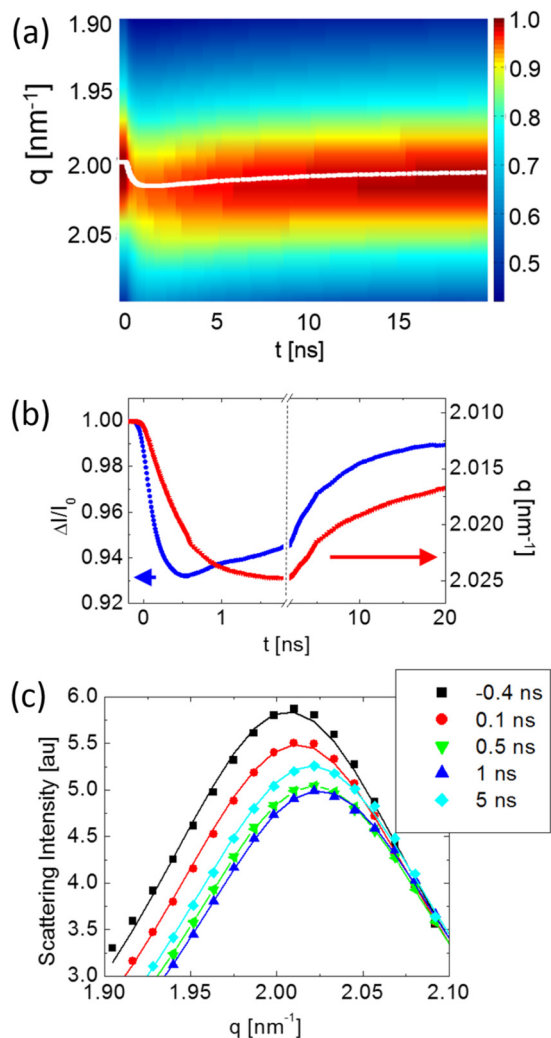 (a)
1.90
1.95
2.00
2.05
q [nm-1]
0 5 10 15
t [ns]
1.0
0.9
0.8
0.7
0.6
0.5
(b)
1.00
0.98
0.96
0.94
0.92
ΔI/I0
2.010
2.015
2.020
2.025
q (nm-1)
0 1 10 20
t [ns]
(c)
6.0
5.5
5.0
4.5
4.0
3.5
3.0
Scattering Intensity [au]
-0.4 ns
0.1 ns
0.5 ns
1 ns
5 ns
1.90 1.95 2.00 2.05 2.10
q [nm-1]